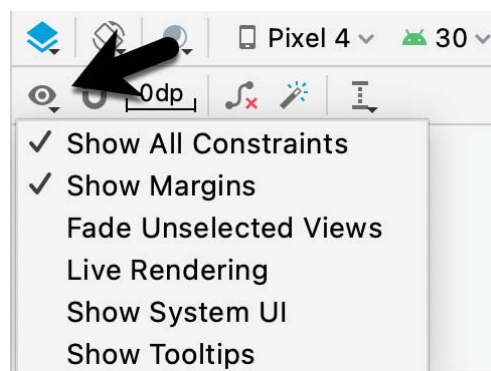 Pixel 4 30
0dp
Show All Constraints
Show Margins
Fade Unselected Views
Live Rendering
Show System UI
Show Tooltips